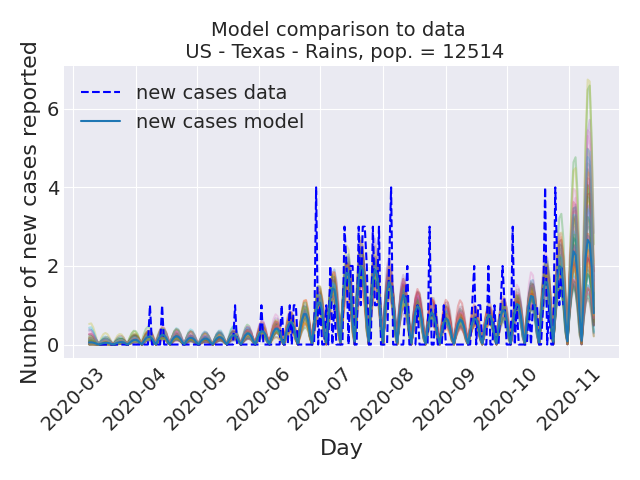 Model comparison to data
US - Texas - Rains, pop. = 12514
new cases data
new cases model
Number of new cases reported
6
4
2
0
2020-03
2020-04
2020-05
2020-06
2020-07
2020-08
2020-09
2020-10
2020-11
Day